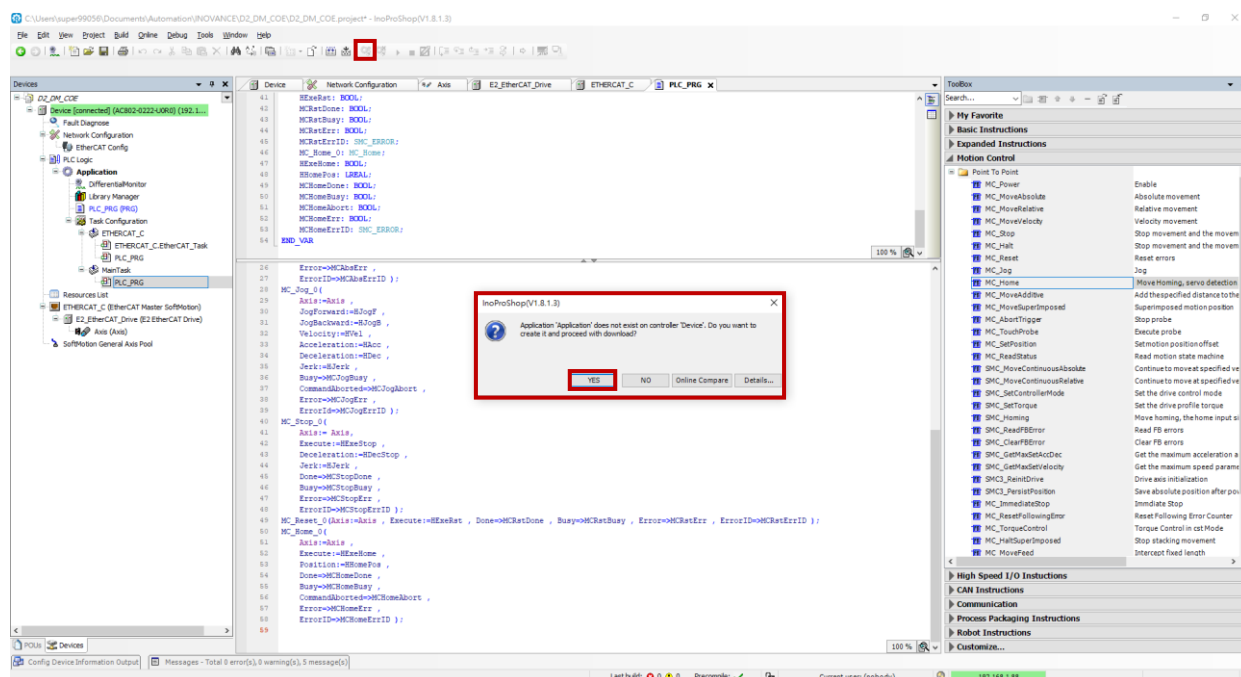 C:\Users\super99056\Documents\Automation\INOVANCE\D2_DM_COE\D2_DM_COE.project* - InoProShop(V1.8.1.3)
File Edit View Project Build Online Debug Tools Window Help
Devices
D2_DM_COE
Device [connected] (AC802-0222-U0R0) (192.1...
Fault Diagnose
Network Configuration
EtherCAT Config
PLC Logic
Application
DifferentialMonitor
Library Manager
PLC_PRG (PRG)
Task Configuration
ETHERCAT_C
ETHERCAT_C.EtherCAT_Task
PLC_PRG
MainTask
PLC_PRG
Resources List
ETHERCAT_C (EtherCAT Master SoftMotion)
E2_EtherCAT_Drive (E2 EtherCAT Drive)
Axis (Axis)
SoftMotion General Axis Pool
POUs Devices
Device Network Configuration Axis E2_EtherCAT_Drive ETHERCAT_C PLC_PRG X
41 HExeRst: BOOL;
42 MCRstDone: BOOL;
43 MCRstBusy: BOOL;
44 MCRstErr: BOOL;
45 MCRstErrID: SMC_ERROR;
46 MC_Home_0: MC_Home;
47 HExeHome: BOOL;
48 HHomePos: LREAL;
49 MCHomeDone: BOOL;
50 MCHomeBusy: BOOL;
51 MCHomeAbort: BOOL;
52 MCHomeErr: BOOL;
53 MCHomeErrID: SMC_ERROR;
54 END_VAR
100 %
26 Error=>MCAbsErr ,
27 ErrorID=>MCAbsErrID );
28 MC_Jog_0(
29 Axis:=Axis ,
30 JogForward:=HJogF ,
31 JogBackward:=HJogB ,
32 Velocity:=HVel ,
33 Acceleration:=HAcc ,
34 Deceleration:=HDec ,
35 Jerk:=HJerk ,
36 Busy=>MCJogBusy ,
37 CommandAborted=>MCJogAbort ,
38 Error=>MCJogErr ,
39 ErrorId=>MCJogErrID );
40 MC_Stop_0(
41 Axis:= Axis,
42 Execute:=HExeStop ,
43 Deceleration:=HDecStop ,
44 Jerk:=HJerk ,
45 Done=>MCStopDone ,
46 Busy=>MCStopBusy ,
47 Error=>MCStopErr ,
48 ErrorID=>MCStopErrID );
49 MC_Reset_0(Axis:=Axis , Execute:=HExeRst , Done=>MCRstDone , Busy=>MCRstBusy , Error=>MCRstErr , ErrorID=>MCRstErrID );
50 MC_Home_0(
51 Axis:=Axis ,
52 Execute:=HExeHome ,
53 Position:=HHomePos ,
54 Done=>MCHomeDone ,
55 Busy=>MCHomeBusy ,
56 CommandAborted=>MCHomeAbort ,
57 Error=>MCHomeErr ,
58 ErrorID=>MCHomeErrID );
59
100 %
InoProShop(V1.8.1.3)
Application 'Application' does not exist on controller 'Device'. Do you want to
create it and proceed with download?
YES NO Online Compare Details...
ToolBox
Search...
My Favorite
Basic Instructions
Expanded Instructions
Motion Control
Point To Point
MC_Power Enable
MC_MoveAbsolute Absolute movement
MC_MoveRelative Relative movement
MC_MoveVelocity Velocity movement
MC_Stop Stop movement and the movem
MC_Halt Stop movement and the movem
MC_Reset Reset errors
MC_Jog Jog
MC_Home Move Homing, servo detection
MC_MoveAdditive Add the specified distance to the
MC_MoveSuperImposed Superimposed motion position
MC_AbortTrigger Stop probe
MC_TouchProbe Execute probe
MC_SetPosition Set motion position offset
MC_ReadStatus Read motion state machine
SMC_MoveContinuousAbsolute Continue to move at specified ve
SMC_MoveContinuousRelative Continue to move at specified ve
SMC_SetControllerMode Set the drive control mode
SMC_SetTorque Set the drive profile torque
SMC_Homing Move homing, the home input si
SMC_ReadFBError Read FB errors
SMC_ClearFBError Clear FB errors
SMC_GetMaxSetAccDec Get the maximum acceleration a
SMC_GetMaxSetVelocity Get the maximum speed parame
SMC3_ReinitDrive Drive axis initialization
SMC3_PersistPosition Save absolute position after po
MC_ImmediateStop Immdiate Stop
MC_ResetFollowingError Reset Following Error Counter
MC_TorqueControl Torque Control in cst Mode
MC_HaltSuperImposed Stop stacking movement
MC_MoveFeed Intercept fixed length
High Speed I/O Instuctions
CAN Instructions
Communication
Process Packaging Instructions
Robot Instructions
Customize...
Config Device Information Output Messages - Total 0 error(s), 0 warning(s), 5 message(s)
Last build: 0 0 Precompile: Current user: (nobody) 192.168.1.88